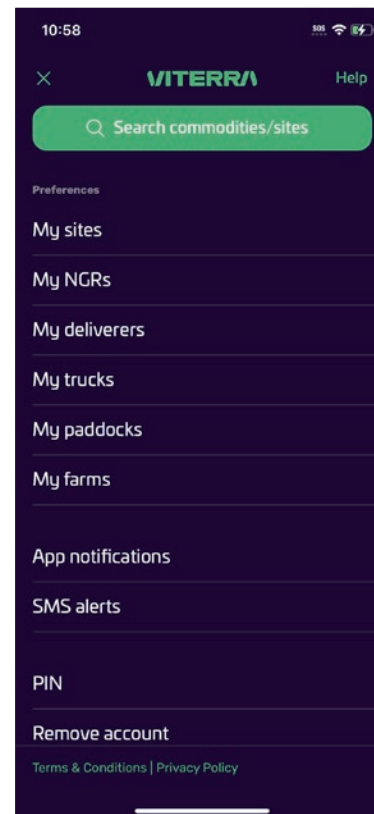 10:58 SOS
VITERRA Help
Search commodities/sites
Preferences
My sites
My NGRs
My deliverers
My trucks
My paddocks
My farms
App notifications
SMS alerts
PIN
Remove account
Terms & Conditions | Privacy Policy